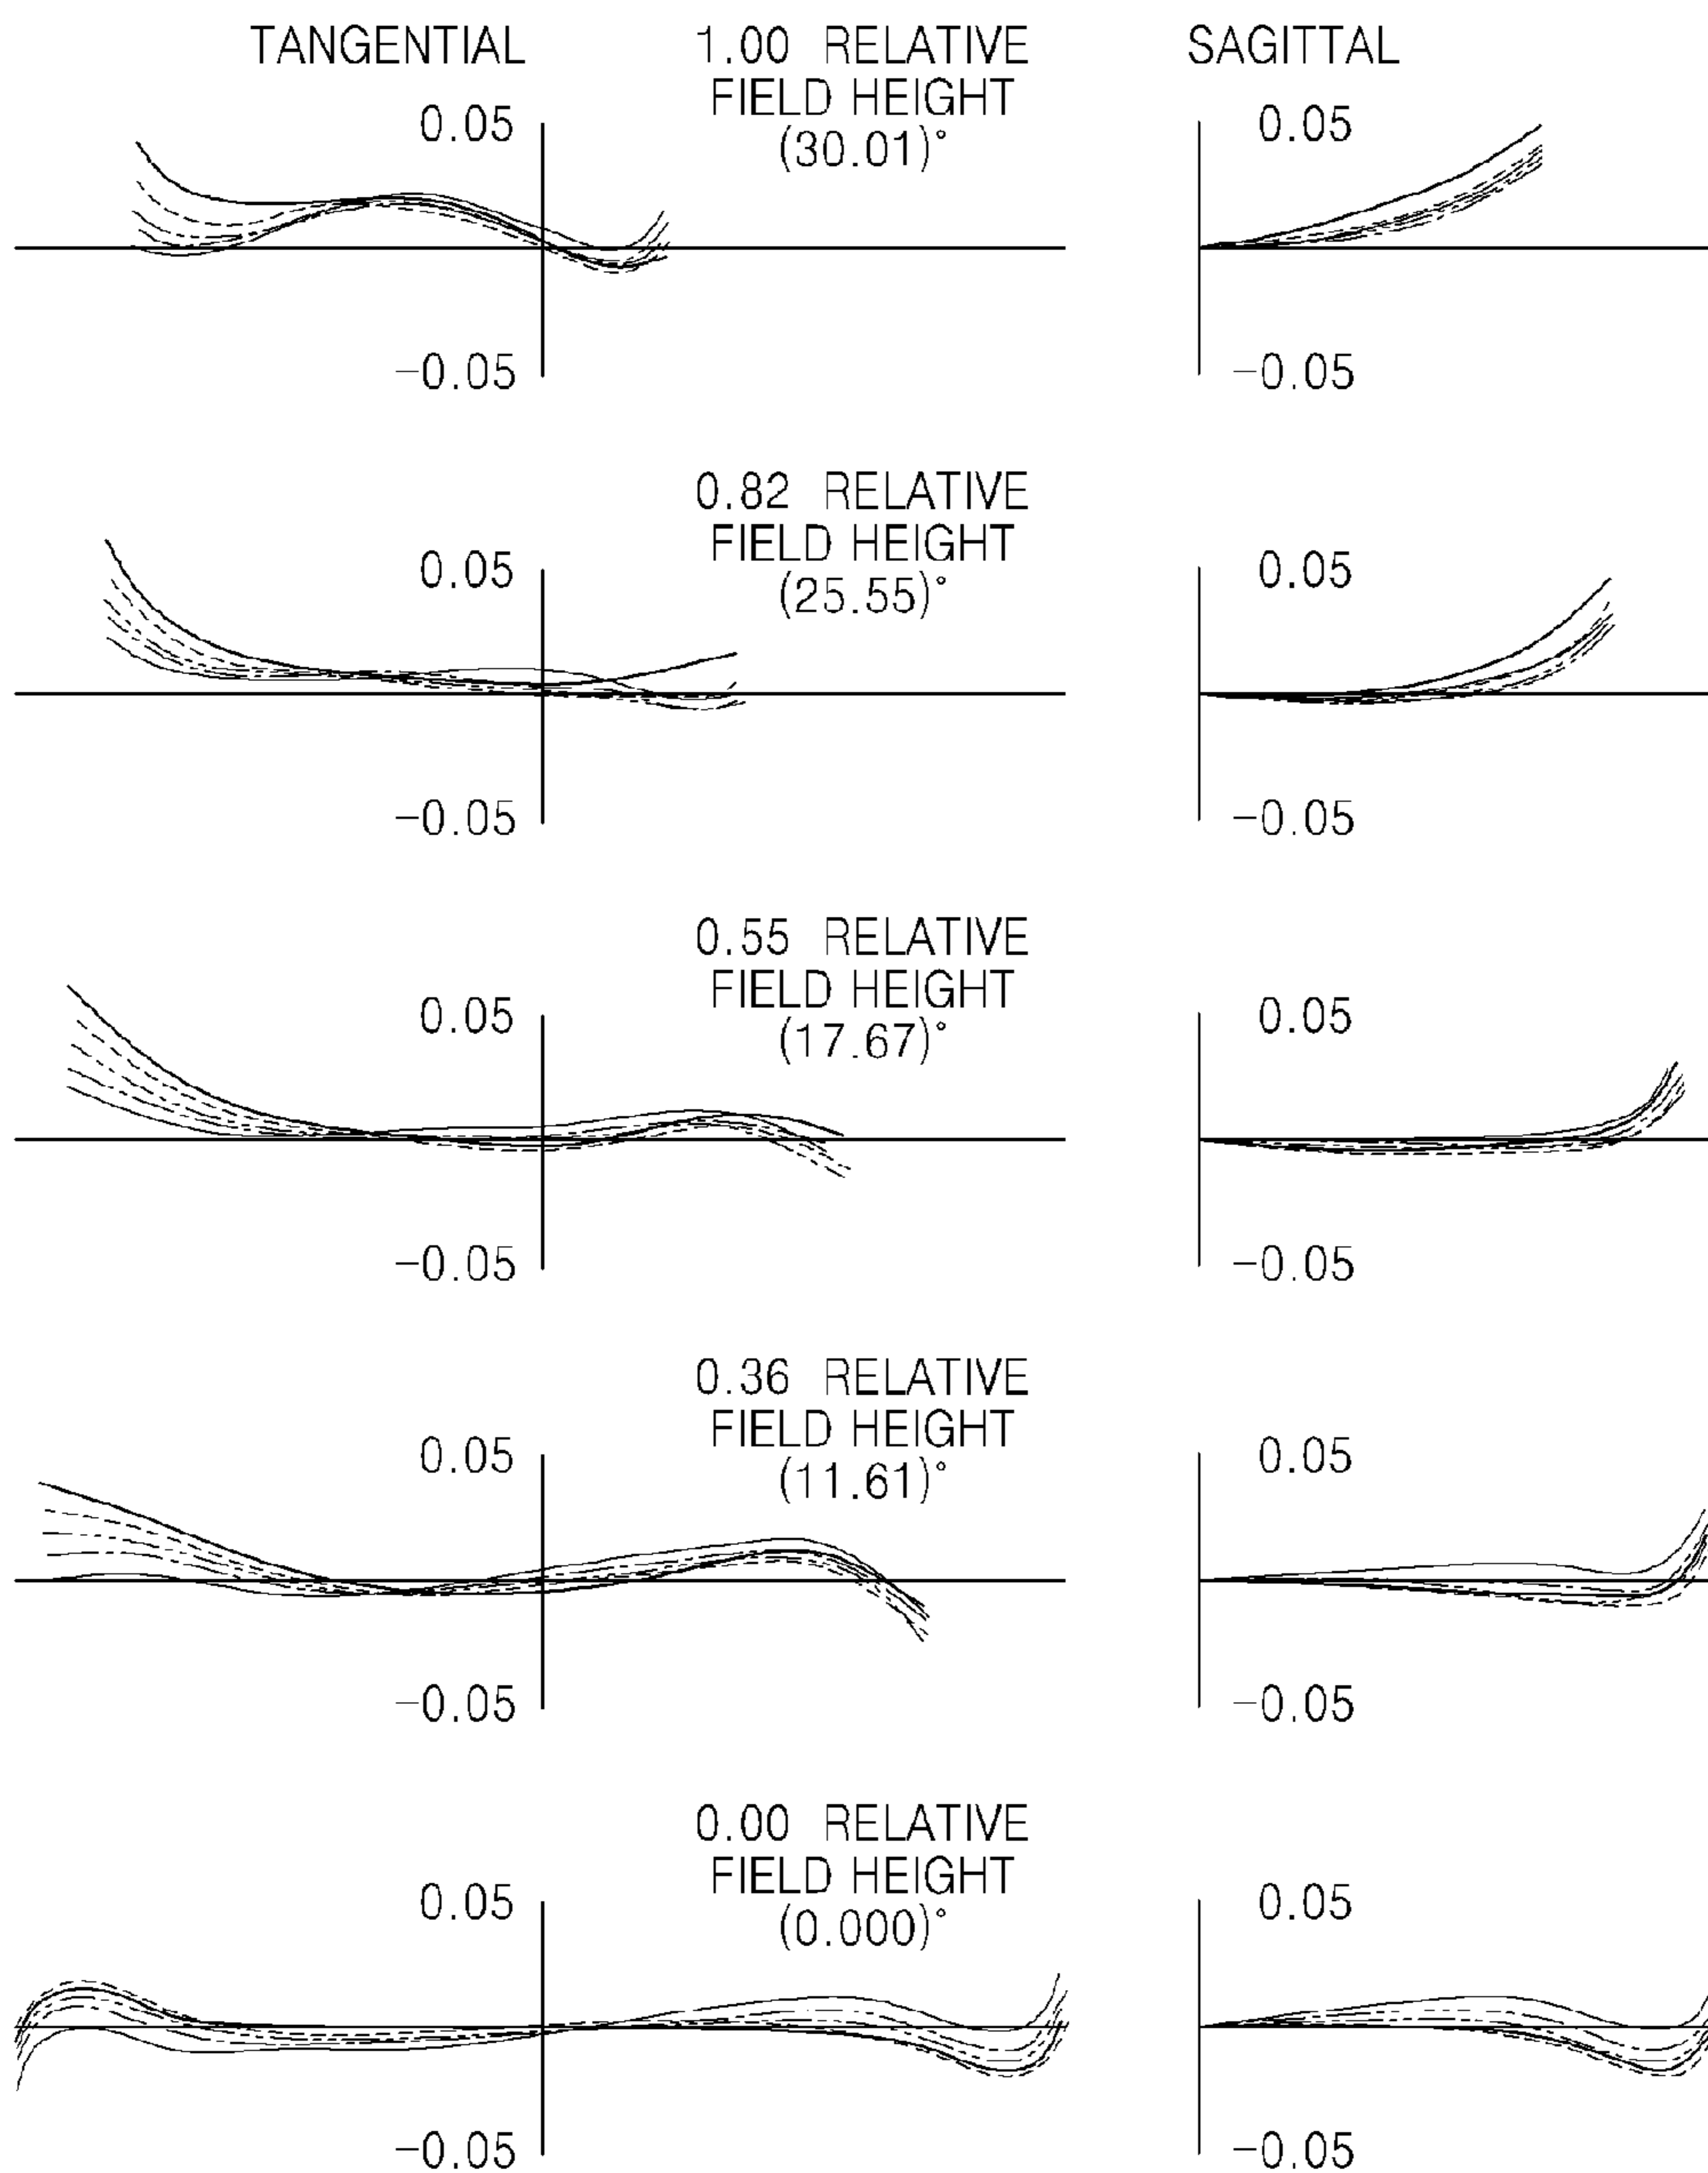 TANGENTIAL 1.00 RELATIVE SAGITTAL
FIELD HEIGHT
0.05 (30.01)° 0.05
-0.05 -0.05
0.82 RELATIVE
FIELD HEIGHT
0.05 (25.55)° 0.05
-0.05 -0.05
0.55 RELATIVE
FIELD HEIGHT
0.05 (17.67)° 0.05
-0.05 -0.05
0.36 RELATIVE
FIELD HEIGHT
0.05 (11.61)° 0.05
-0.05 -0.05
0.00 RELATIVE
FIELD HEIGHT
0.05 (0.000)° 0.05
-0.05 -0.05